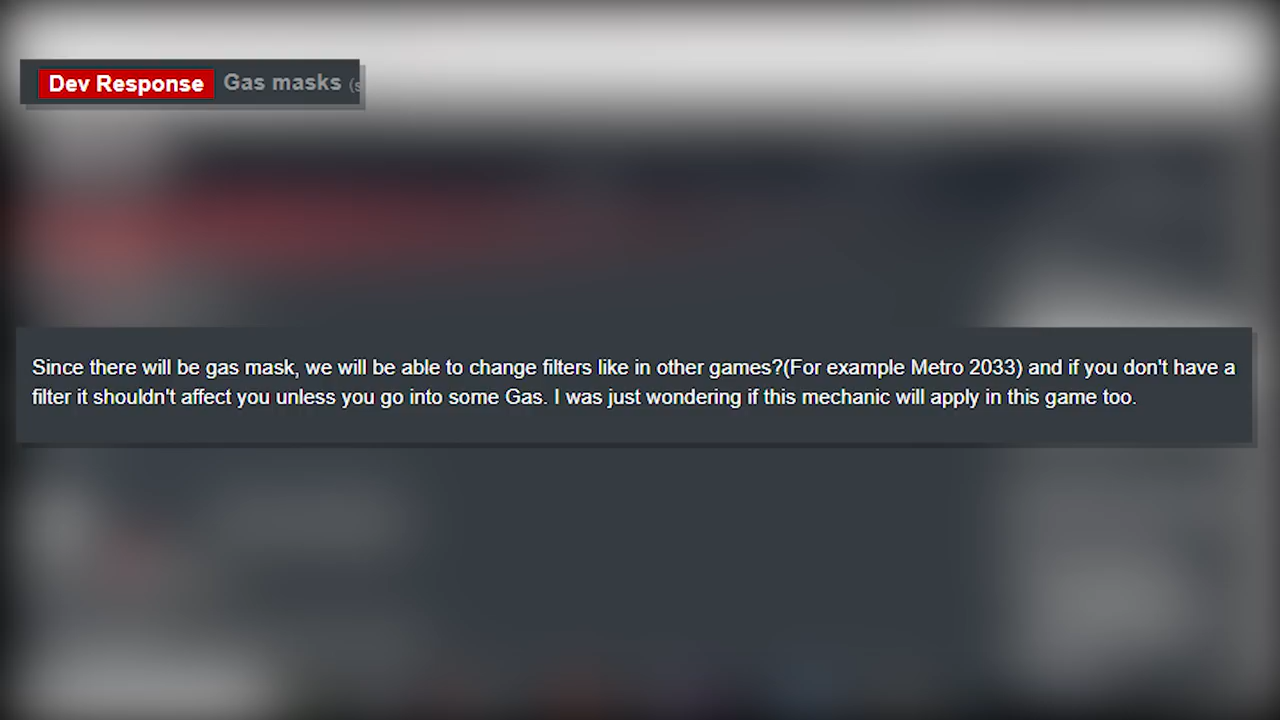 Dev Response Gas masks (s
Since there will be gas mask, we will be able to change filters like in other games?(For example Metro 2033) and if you don't have a
filter it shouldn't affect you unless you go into some Gas. I was just wondering if this mechanic will apply in this game too.